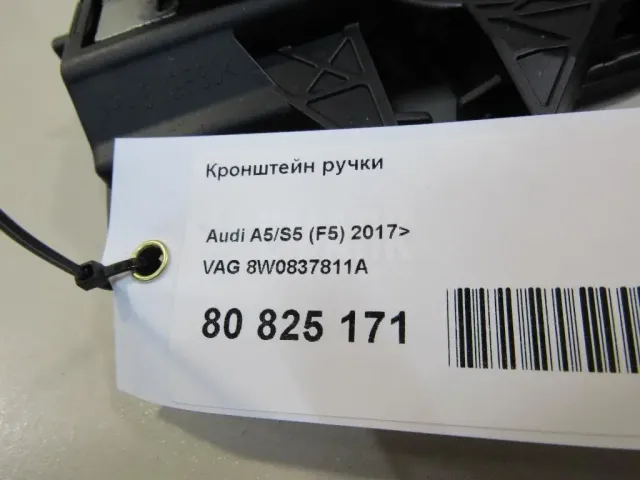 Кронштейн ручки
Audi A5/S5 (F5) 2017>
VAG 8W0837811A
80 825 171